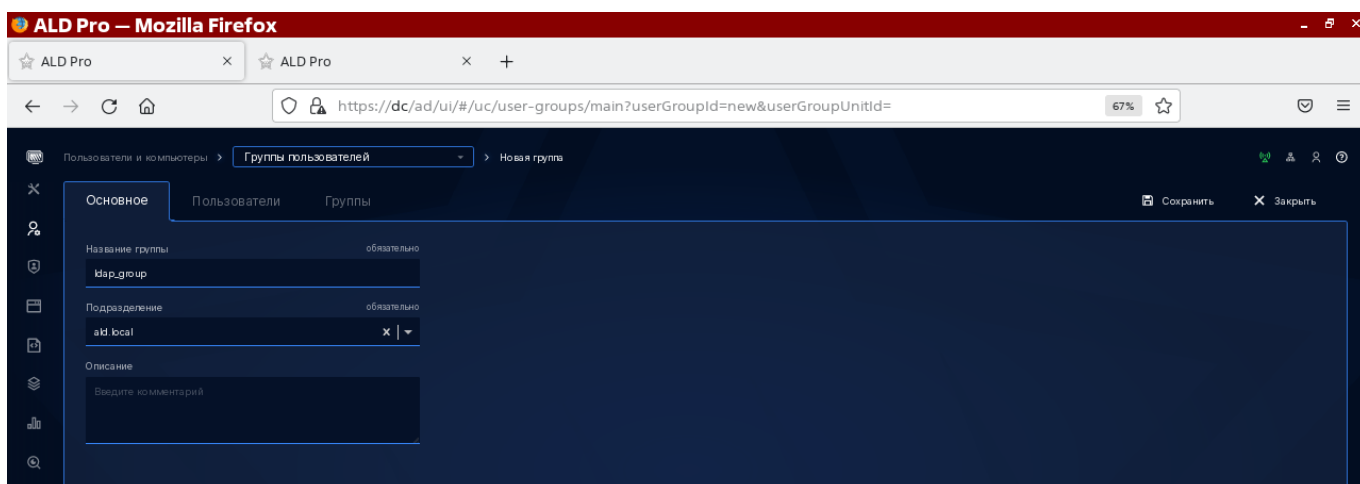 ALD Pro — Mozilla Firefox
ALD Pro
ALD Pro
https://dc/ad/ui/#/uc/user-groups/main?userGroupId=new&userGroupUnitId=
67%
Пользователи и компьютеры > Группы пользователей > Новая группа
Основное Пользователи Группы Сохранить Закрыть
Название группы обязательно
ldap_group
Подразделение обязательно
ald.local
Описание
Введите комментарий